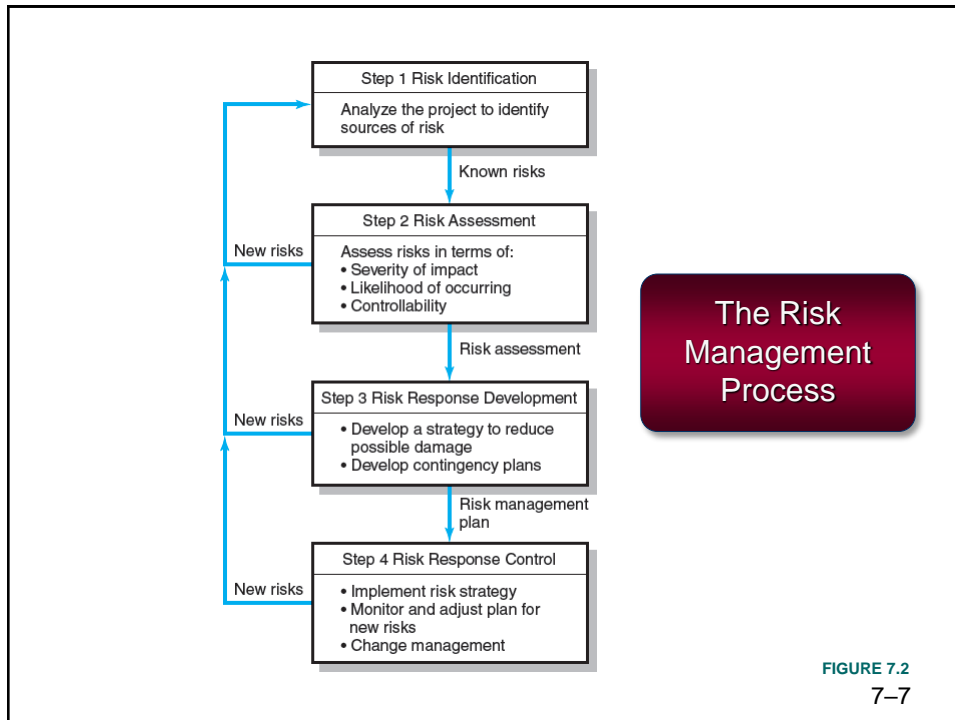 Step 1 Risk Identification
Analyze the project to identify
sources of risk
Known risks
Step 2 Risk Assessment
New risks
Assess risks in terms of:
• Severity of impact
• Likelihood of occurring
• Controllability
Risk assessment
Step 3 Risk Response Development
New risks
• Develop a strategy to reduce
possible damage
• Develop contingency plans
Risk management
plan
Step 4 Risk Response Control
New risks
• Implement risk strategy
• Monitor and adjust plan for
new risks
• Change management
The Risk
Management
Process
FIGURE 7.2
7–7